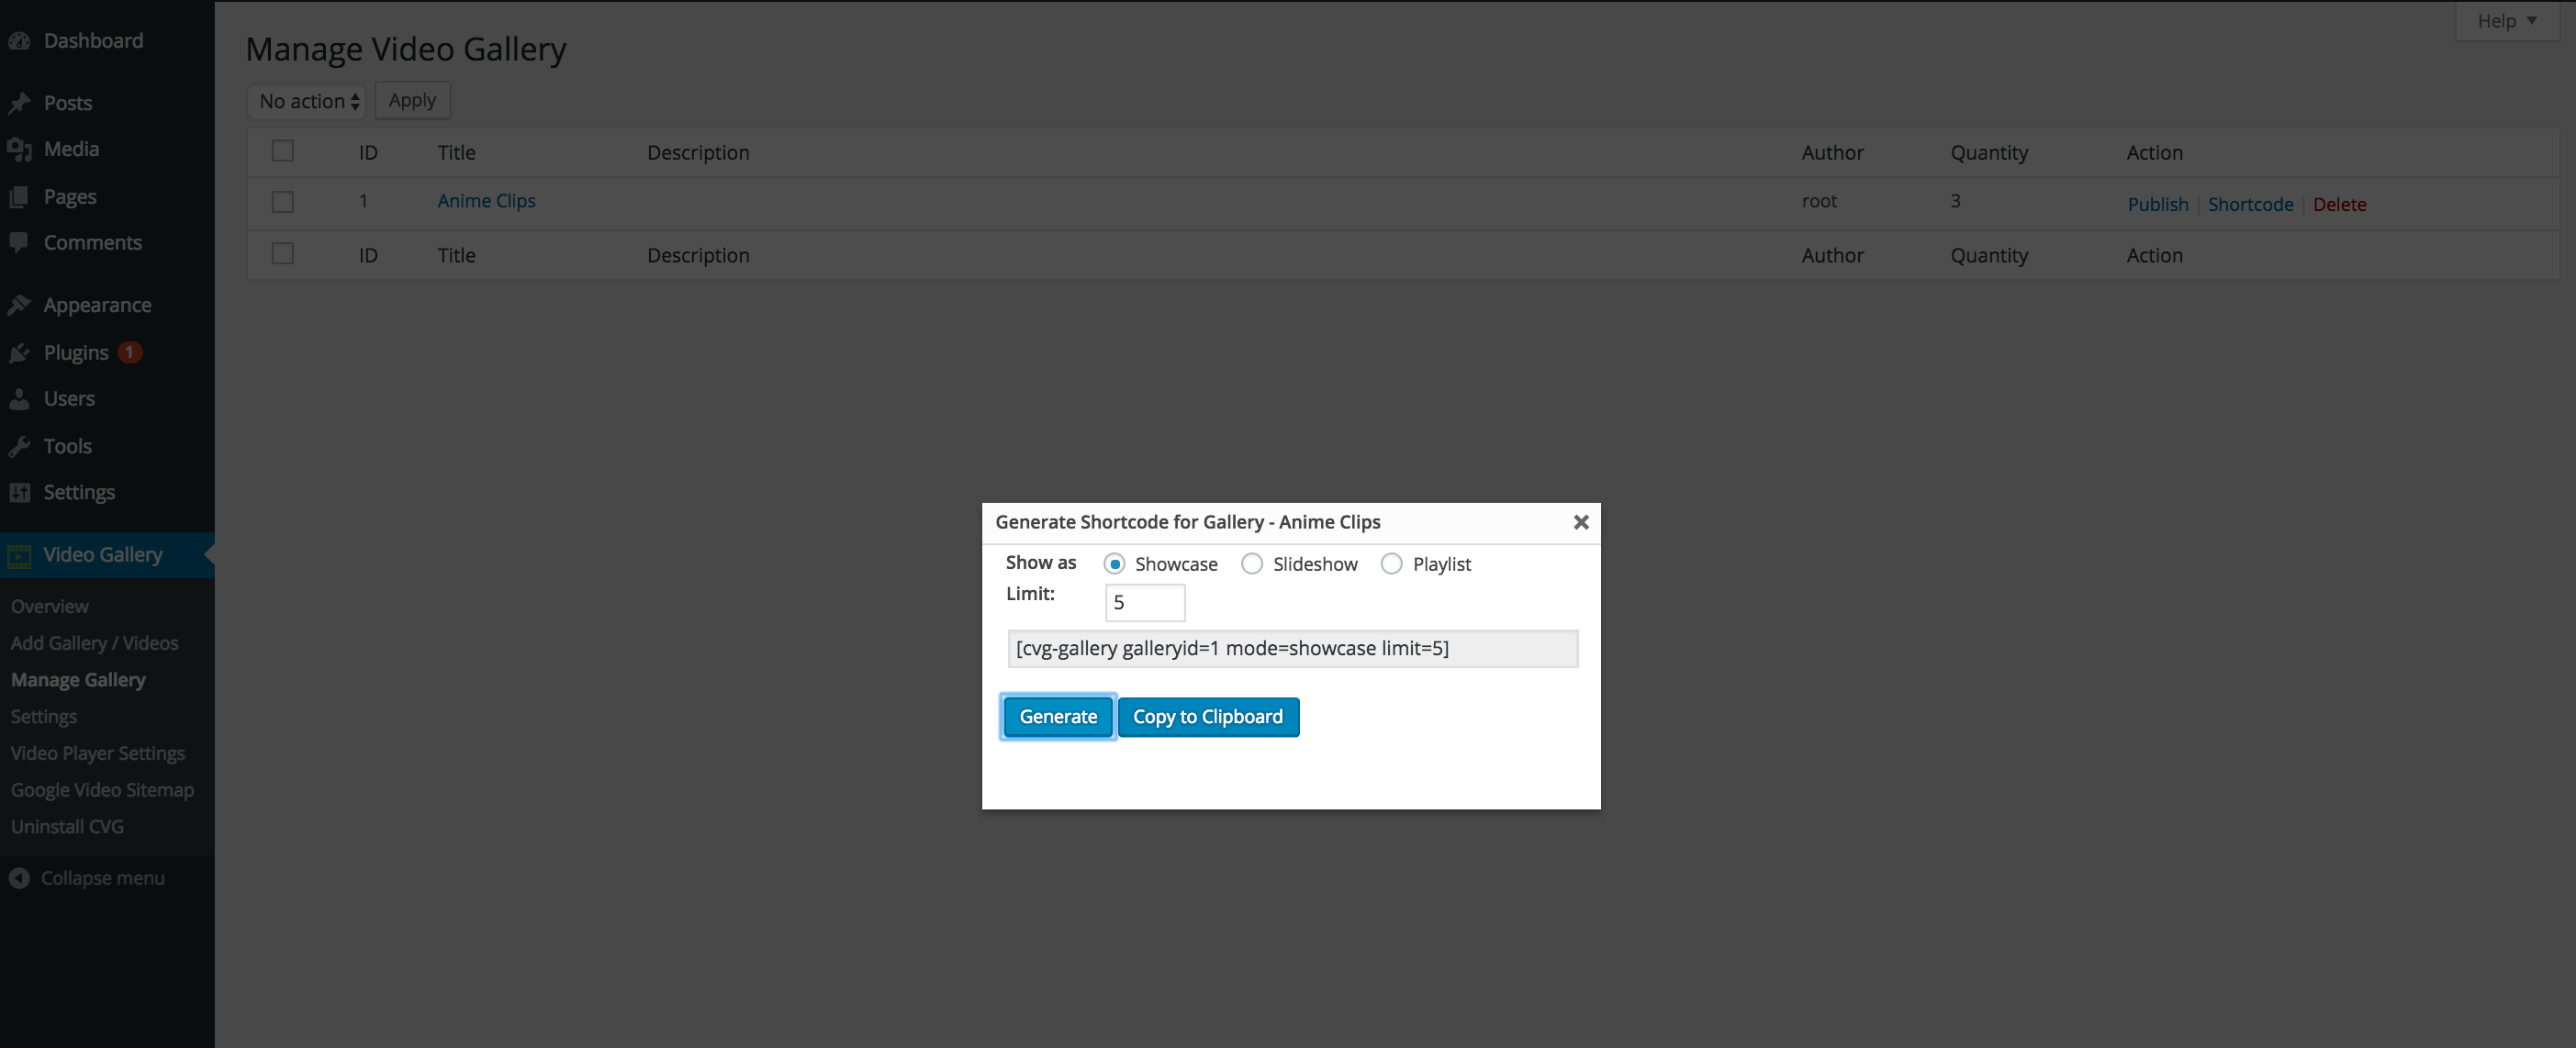 Dashboard
Posts
Media
Pages
Comments
Appearance
Plugins 1
Users
Tools
Settings
Video Gallery
Overview
Add Gallery / Videos
Manage Gallery
Settings
Video Player Settings
Google Video Sitemap
Uninstall CVG
Collapse menu
Help
Manage Video Gallery
No action Apply
ID Title Description Author Quantity Action
1 Anime Clips root 3 Publish | Shortcode | Delete
ID Title Description Author Quantity Action
Generate Shortcode for Gallery - Anime Clips
Show as Showcase Slideshow Playlist
Limit: 5
[cvg-gallery galleryid=1 mode=showcase limit=5]
Generate Copy to Clipboard